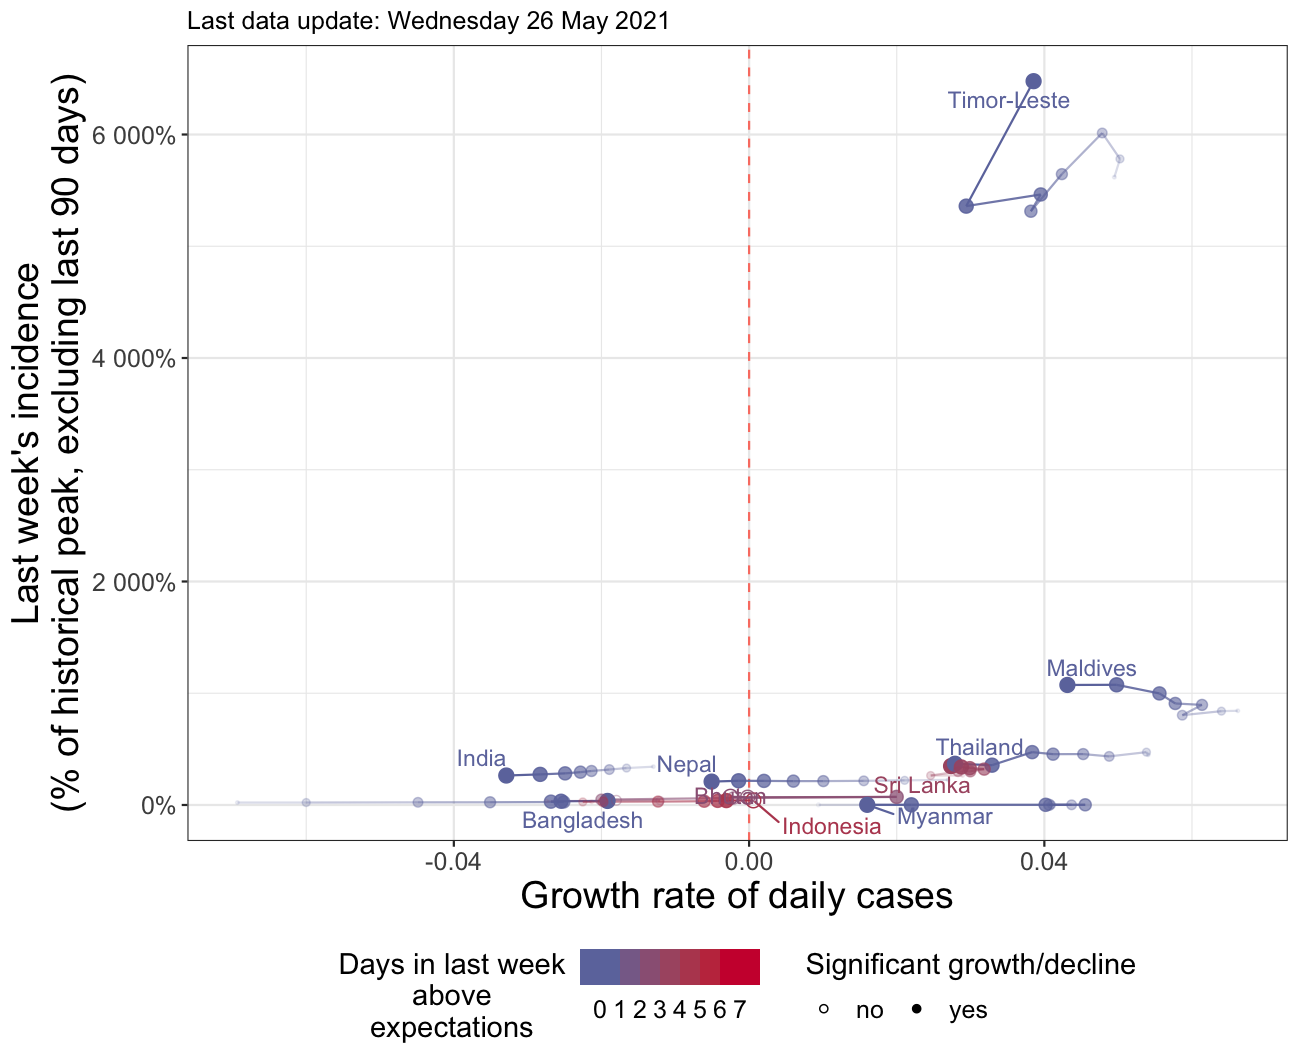 Last data update: Wednesday 26 May 2021
Last week's incidence
(% of historical peak, excluding last 90 days)
6 000%
4 000%
2 000%
0%
Timor-Leste
Maldives
Thailand
India
Nepal
Sri Lanka
Bhutan
Bangladesh
Myanmar
Indonesia
-0.04
0.00
0.04
Growth rate of daily cases
Days in last week
above
expectations
0 1 2 3 4 5 6 7
Significant growth/decline
no
yes